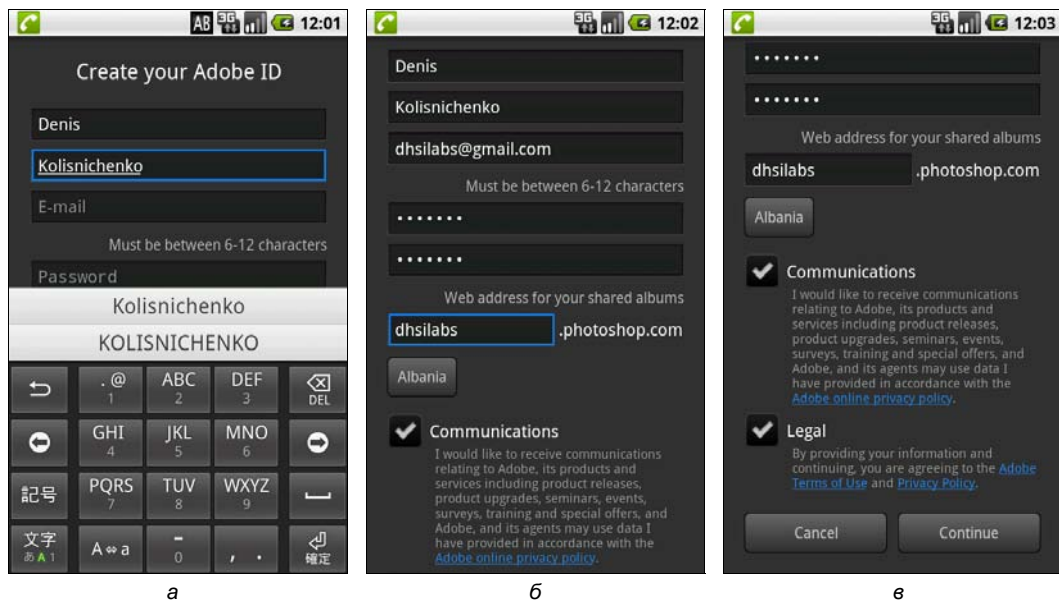 AB 3G 12:01
Create your Adobe ID
Denis
Kolisnichenko
E-mail
Must be between 6-12 characters
Password
Kolisnichenko
KOLISNICHENKO
. @ ABC DEF
1 2 3 DEL
GHI JKL MNO
4 5 6
記号 PQRS TUV WXYZ
7 8 9
文字 A⇔a - , .
あA1 0 確定
а
3G 12:02
Denis
Kolisnichenko
dhsilabs@gmail.com
Must be between 6-12 characters
•••••••
•••••••
Web address for your shared albums
dhsilabs .photoshop.com
Albania
Communications
I would like to receive communications
relating to Adobe, its products and
services including product releases,
product upgrades, seminars, events,
surveys, training and special offers, and
Adobe, and its agents may use data I
have provided in accordance with the
Adobe online privacy policy.
б
3G 12:03
•••••••
•••••••
Web address for your shared albums
dhsilabs .photoshop.com
Albania
Communications
I would like to receive communications
relating to Adobe, its products and
services including product releases,
product upgrades, seminars, events,
surveys, training and special offers, and
Adobe, and its agents may use data I
have provided in accordance with the
Adobe online privacy policy.
Legal
By providing your information and
continuing, you are agreeing to the Adobe
Terms of Use and Privacy Policy.
Cancel Continue
в